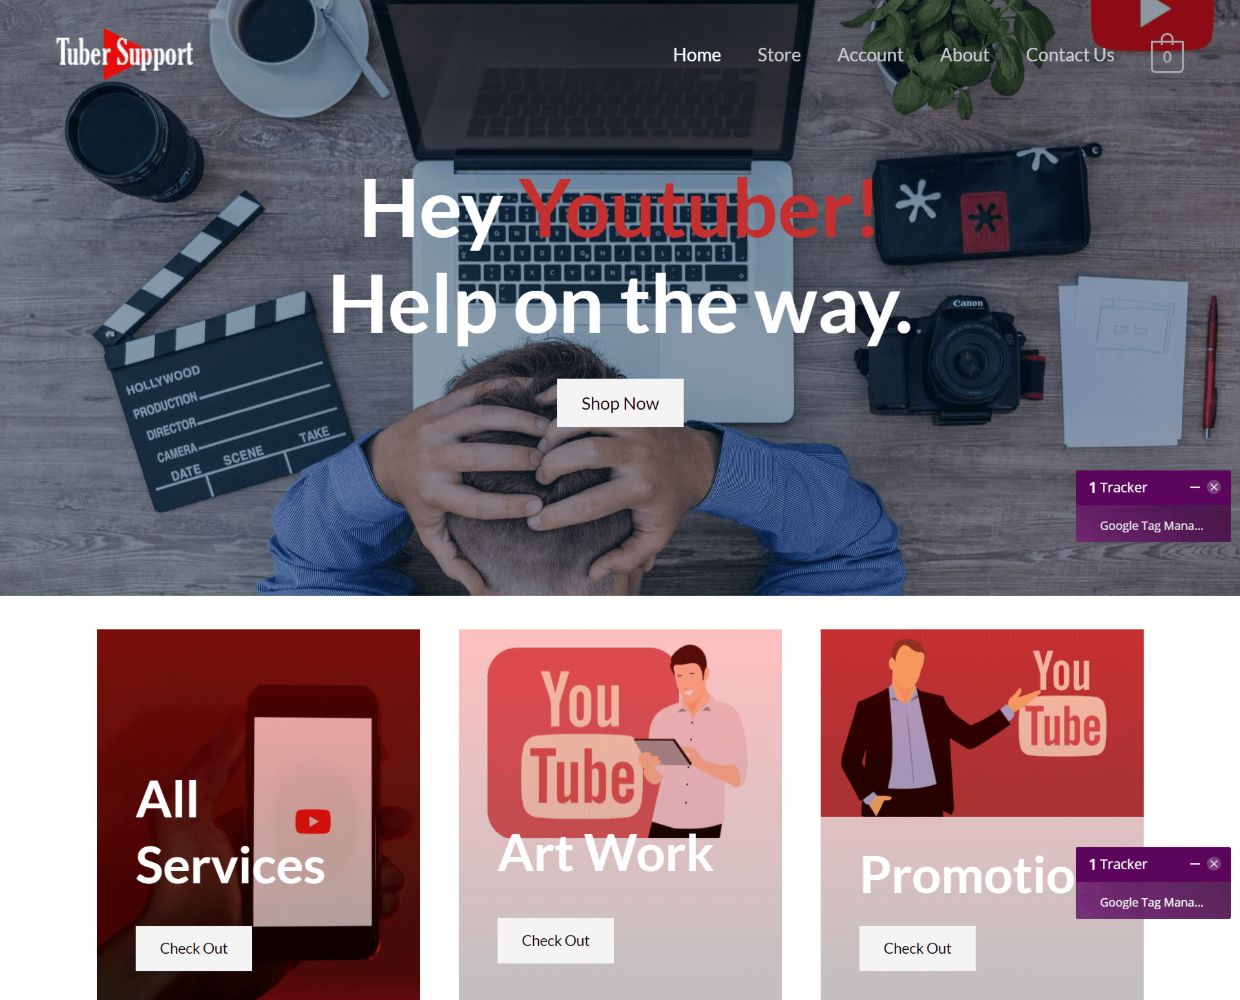 Tuber Support
Home
Store
Account
About
Contact Us
0
Hey Youtuber!
Help on the way.
Shop Now
HOLLYWOOD
PRODUCTION
DIRECTOR
CAMERA
DATE SCENE TAKE
Canon
1 Tracker
Google Tag Mana...
You
Tube
You
Tube
All
Services
Art Work
Promotio
1 Tracker
Google Tag Mana...
Check Out
Check Out
Check Out